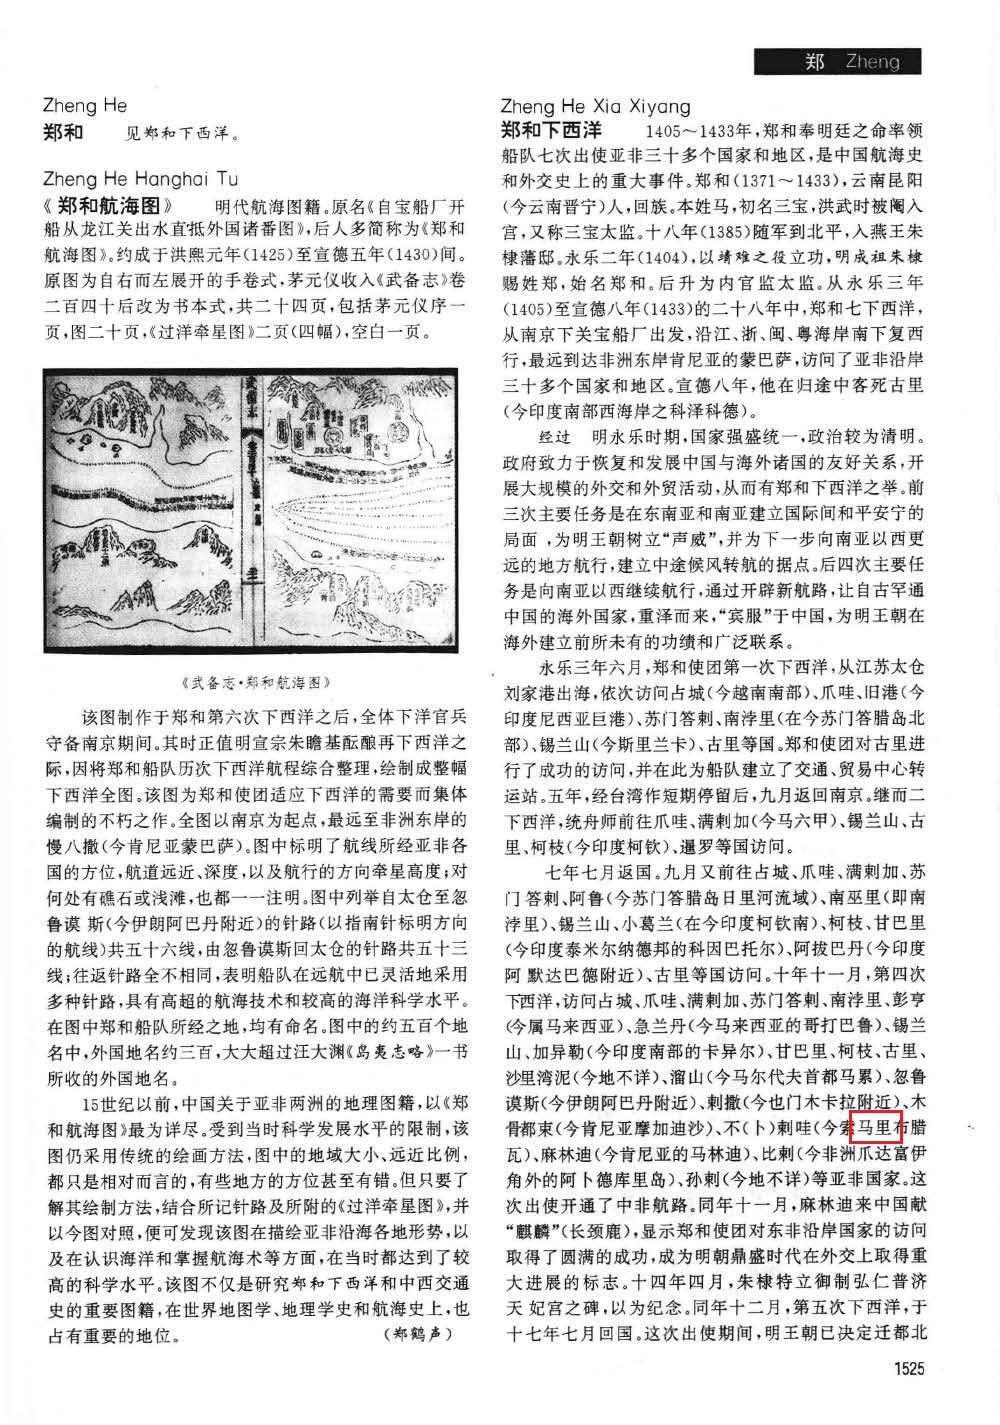 郑 Zheng
Zheng He
郑和 见郑和下西洋。
Zheng He Hanghai Tu
《郑和航海图》 明代航海图籍。原名《自宝船厂开
船从龙江关出水直抵外国诸番图》,后人多简称为《郑和
航海图》。约成于洪熙元年(1425)至宣德五年(1430)间。
原图为自右而左展开的手卷式,茅元仪收入《武备志》卷
二百四十后改为书本式,共二十四页,包括茅元仪序一
页,图二十页,《过洋牵星图》二页(四幅),空白一页。
《武备志·郑和航海图》
该图制作于郑和第六次下西洋之后,全体下洋官兵
守备南京期间。其时正值明宣宗朱瞻基酝酿再下西洋之
际,因将郑和船队历次下西洋航程综合整理,绘制成整幅
下西洋全图。该图为郑和使团适应下西洋的需要而集体
编制的不朽之作。全图以南京为起点,最远至非洲东岸的
慢八撒(今肯尼亚蒙巴萨)。图中标明了航线所经亚非各
国的方位,航道远近、深度,以及航行的方向牵星高度;对
何处有礁石或浅滩,也都一一注明。图中列举自太仓至忽
鲁谟 斯(今伊朗阿巴丹附近)的针路(以指南针标明方向
的航线)共五十六线,由忽鲁谟斯回太仓的针路共五十三
线;往返针路全不相同,表明船队在远航中已灵活地采用
多种针路,具有高超的航海技术和较高的海洋科学水平。
在图中郑和船队所经之地,均有命名。图中的约五百个地
名中,外国地名约三百,大大超过汪大渊《岛夷志略》一书
所收的外国地名。
15世纪以前,中国关于亚非两洲的地理图籍,以《郑
和航海图》最为详尽。受到当时科学发展水平的限制,该
图仍采用传统的绘画方法,图中的地域大小、远近比例,
都只是相对而言的,有些地方的方位甚至有错。但只要了
解其绘制方法,结合所记针路及所附的《过洋牵星图》,并
以今图对照,便可发现该图在描绘亚非沿海各地形势,以
及在认识海洋和掌握航海术等方面,在当时都达到了较
高的科学水平。该图不仅是研究郑和下西洋和中西交通
史的重要图籍,在世界地图学、地理学史和航海史上,也
占有重要的地位。 (郑鹤声)
Zheng He Xia Xiyang
郑和下西洋 1405～1433年,郑和奉明廷之命率领
船队七次出使亚非三十多个国家和地区,是中国航海史
和外交史上的重大事件。郑和(1371～1433),云南昆阳
(今云南晋宁)人,回族。本姓马,初名三宝,洪武时被阉入
宫,又称三宝太监。十八年(1385)随军到北平,入燕王朱
棣藩邸。永乐二年(1404),以靖难之役立功,明成祖朱棣
赐姓郑,始名郑和。后升为内官监太监。从永乐三年
(1405)至宣德八年(1433)的二十八年中,郑和七下西洋,
从南京下关宝船厂出发,沿江、浙、闽、粤海岸南下复西
行,最远到达非洲东岸肯尼亚的蒙巴萨,访问了亚非沿岸
三十多个国家和地区。宣德八年,他在归途中客死古里
(今印度南部西海岸之科泽科德)。
经过 明永乐时期,国家强盛统一,政治较为清明。
政府致力于恢复和发展中国与海外诸国的友好关系,开
展大规模的外交和外贸活动,从而有郑和下西洋之举。前
三次主要任务是在东南亚和南亚建立国际间和平安宁的
局面 ,为明王朝树立“声威”,并为下一步向南亚以西更
远的地方航行,建立中途候风转航的据点。后四次主要任
务是向南亚以西继续航行,通过开辟新航路,让自古罕通
中国的海外国家,重泽而来,“宾服”于中国,为明王朝在
海外建立前所未有的功绩和广泛联系。
永乐三年六月,郑和使团第一次下西洋,从江苏太仓
刘家港出海,依次访问占城(今越南南部)、爪哇、旧港(今
印度尼西亚巨港)、苏门答剌、南浡里(在今苏门答腊岛北
部)、锡兰山(今斯里兰卡)、古里等国。郑和使团对古里进
行了成功的访问,并在此为船队建立了交通、贸易中心转
运站。五年,经台湾作短期停留后,九月返回南京。继而二
下西洋,统舟师前往爪哇、满剌加(今马六甲)、锡兰山、古
里、柯枝(今印度柯钦)、暹罗等国访问。
七年七月返国。九月又前往占城、爪哇、满剌加、苏
门 答剌、阿鲁(今苏门答腊岛日里河流域)、南巫里(即南
浡里)、锡兰山、小葛兰(在今印度柯钦南)、柯枝、甘巴里
(今印度泰米尔纳德邦的科因巴托尔)、阿拔巴丹(今印度
阿 默达巴德附近)、古里等国访问。十年十一月,第四次
下西洋,访问占城、爪哇、满剌加、苏门答剌、南浡里、彭亨
(今属马来西亚)、急兰丹(今马来西亚的哥打巴鲁)、锡兰
山、加异勒(今印度南部的卡异尔)、甘巴里、柯枝、古里、
沙里湾泥(今地不详)、溜山(今马尔代夫首都马累)、忽鲁
谟斯(今伊朗阿巴丹附近)、剌撒(今也门木卡拉附近)、木
骨都束(今肯尼亚摩加迪沙)、不(卜)剌哇(今索马里布腊
瓦)、麻林迪(今肯尼亚的马林迪)、比剌(今非洲爪达富伊
角外的阿卜德库里岛)、孙剌(今地不详)等亚非国家。这
次出使开通了中非航路。同年十一月,麻林迪来中国献
“麒麟”(长颈鹿),显示郑和使团对东非沿岸国家的访问
取得了圆满的成功,成为明朝鼎盛时代在外交上取得重
大进展的标志。十四年四月,朱棣特立御制弘仁普济
天 妃宫之碑,以为纪念。同年十二月,第五次下西洋,于
十七年七月回国。这次出使期间,明王朝已决定迁都北
1525